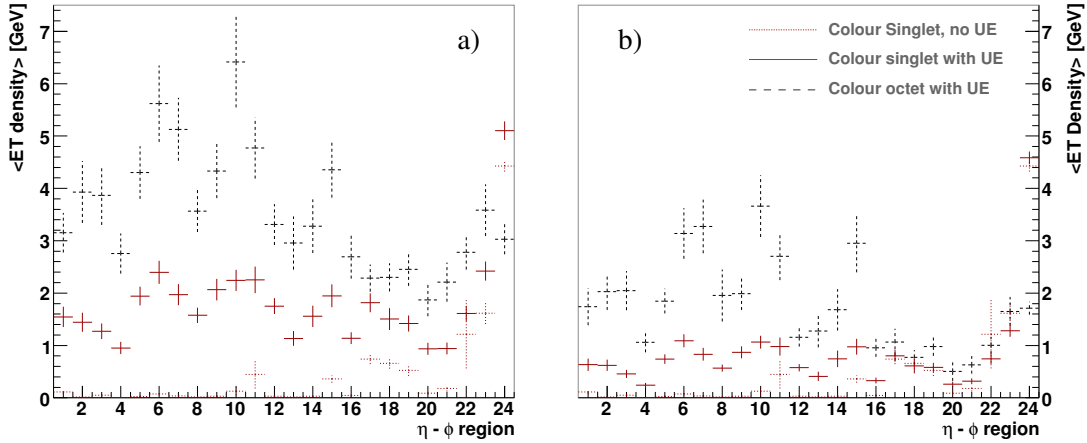 <ET density> [GeV]
7
6
5
4
3
2
1
0
a)
2 4 6 8 10 12 14 16 18 20 22 24
η - φ region
b)
Colour Singlet, no UE
Colour singlet with UE
Colour octet with UE
7
6
5
4
3
2
1
0
<ET Density> [GeV]
2 4 6 8 10 12 14 16 18 20 22 24
η - φ region